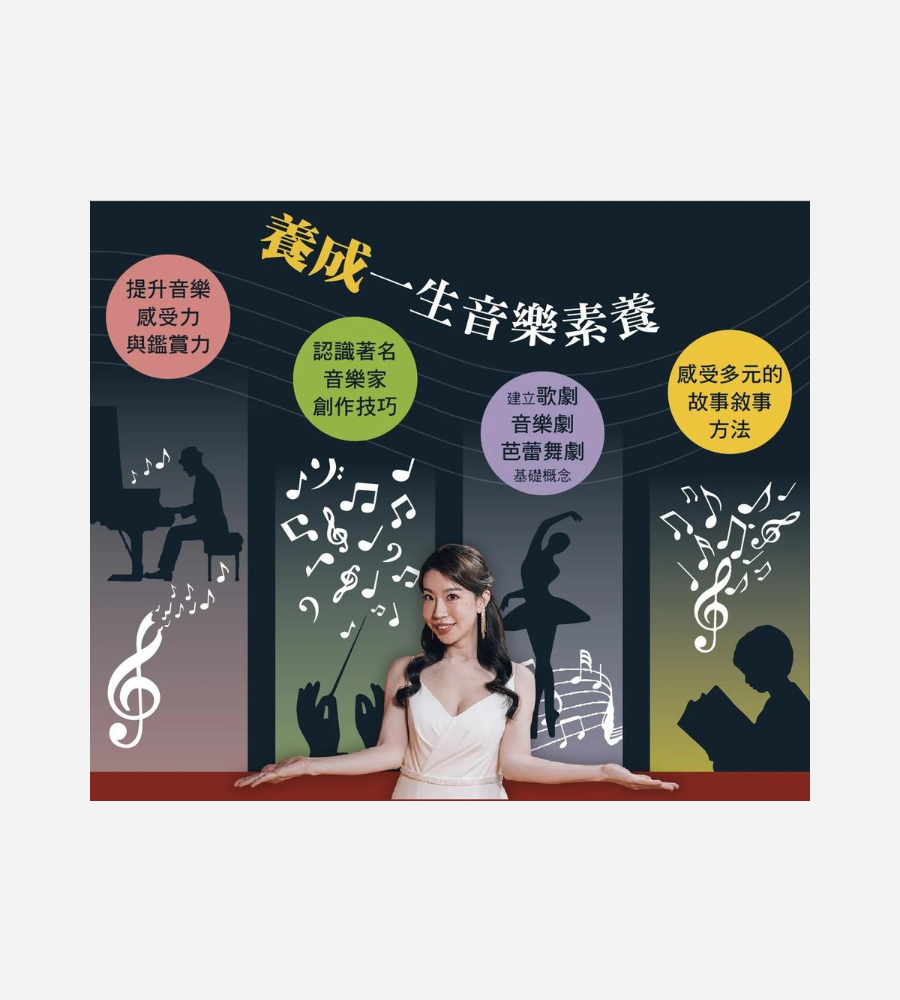 養成一生音樂素養
提升音樂
感受力
與鑑賞力
認識著名
音樂家
創作技巧
建立歌劇
音樂劇
芭蕾舞劇
基礎概念
感受多元的
故事敘事
方法